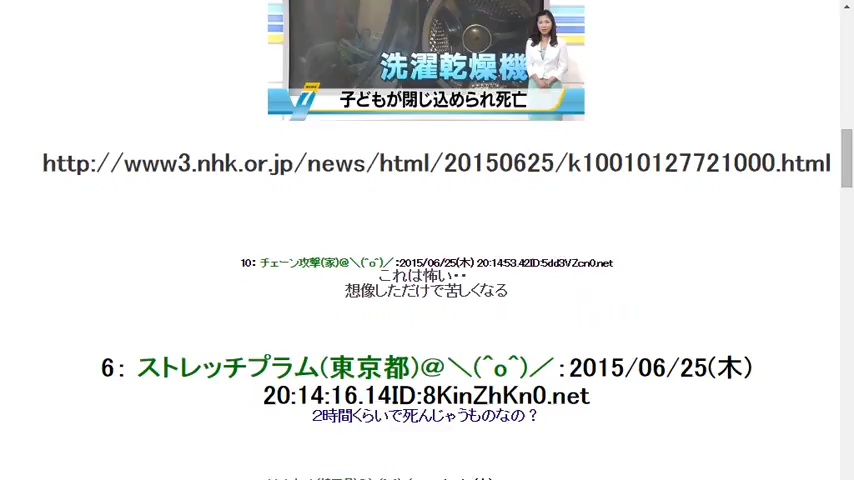 洗濯乾燥機
子どもが閉じ込められ死亡
http://www3.nhk.or.jp/news/html/20150625/k10010127721000.html
10: チェーン攻撃(家)@＼(^o^)／:2015/06/25(木) 20:14:53.42ID:5dd3VZcn0.net
これは怖い・・
想像しただけで苦しくなる
6: ストレッチプラム(東京都)@＼(^o^)／:2015/06/25(木)
20:14:16.14ID:8KinZhKn0.net
２時間くらいで死んじゃうものなの？